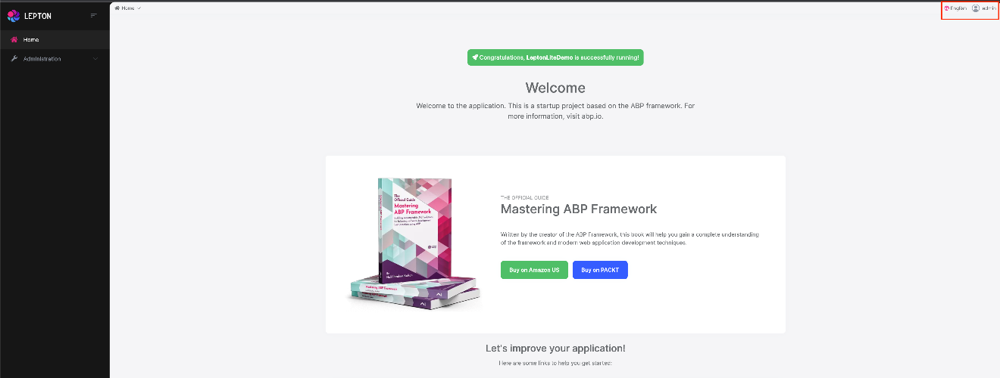 LEPTON
Home
Administration
Home
English
admin
Congratulations, LeptonLiteDemo is successfully running!
Welcome
Welcome to the application. This is a startup project based on the ABP framework. For
more information, visit abp.io.
The
Official Guide
Mastering
ABP Framework
THE OFFICIAL GUIDE
Mastering ABP Framework
Written by the creator of the ABP Framework, this book will help you gain a complete understanding
of the framework and modern web application development techniques.
Buy on Amazon US
Buy on PACKT
Let's improve your application!
Here are some links to help you get started: